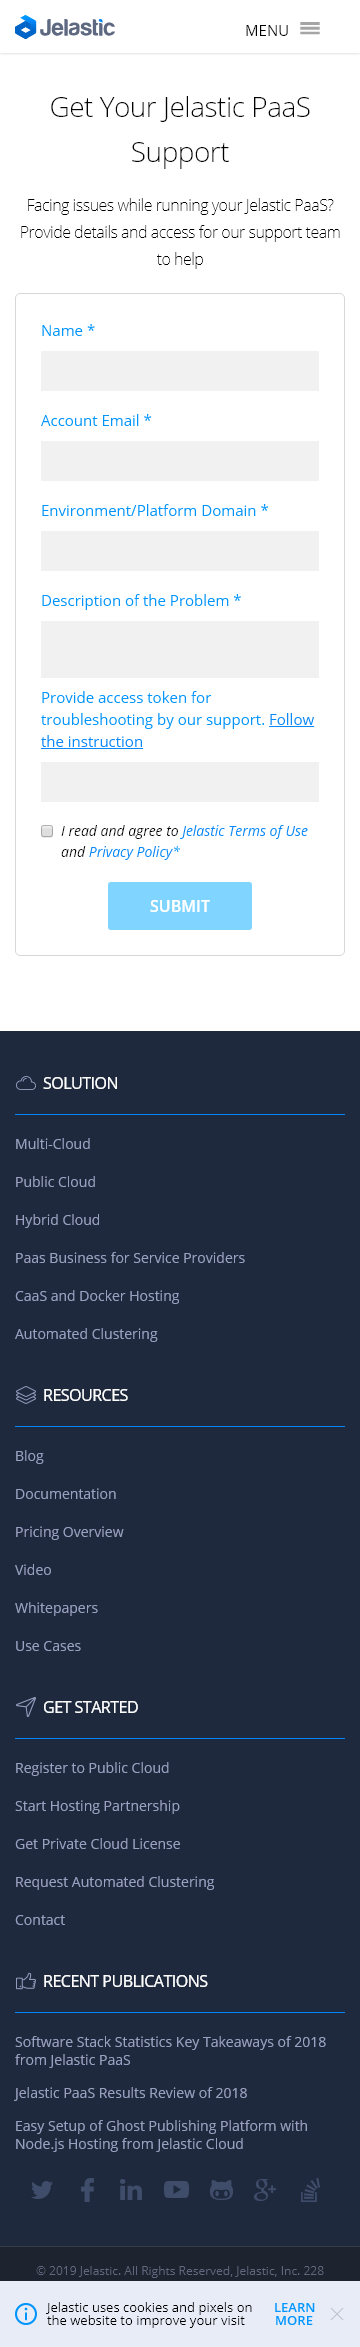 Jelastic
MENU
Get Your Jelastic PaaS
Support
Facing issues while running your Jelastic PaaS?
Provide details and access for our support team
to help
Name *
Account Email *
Environment/Platform Domain *
Description of the Problem *
Provide access token for
troubleshooting by our support. Follow
the instruction
I read and agree to Jelastic Terms of Use
and Privacy Policy*
SUBMIT
SOLUTION
Multi-Cloud
Public Cloud
Hybrid Cloud
Paas Business for Service Providers
CaaS and Docker Hosting
Automated Clustering
RESOURCES
Blog
Documentation
Pricing Overview
Video
Whitepapers
Use Cases
GET STARTED
Register to Public Cloud
Start Hosting Partnership
Get Private Cloud License
Request Automated Clustering
Contact
RECENT PUBLICATIONS
Software Stack Statistics Key Takeaways of 2018
from Jelastic PaaS
Jelastic PaaS Results Review of 2018
Easy Setup of Ghost Publishing Platform with
Node.js Hosting from Jelastic Cloud
© 2019 Jelastic. All Rights Reserved, Jelastic, Inc. 228
Jelastic uses cookies and pixels on
the website to improve your visit
LEARN
MORE